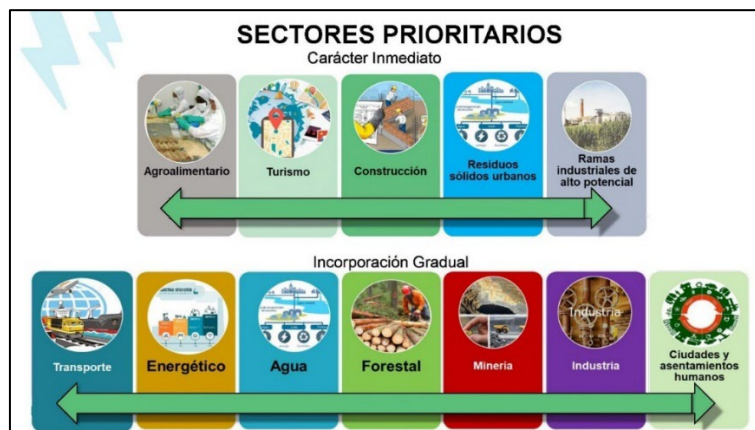 SECTORES PRIORITARIOS
Carácter Inmediato
Agroalimentario
Turismo
Construcción
Residuos
sólidos urbanos
Ramas
industriales de
alto potencial
Incorporación Gradual
Transporte
Energético
Agua
Forestal
Minería
Industria
Industria
Ciudades y
asentamientos
humanos